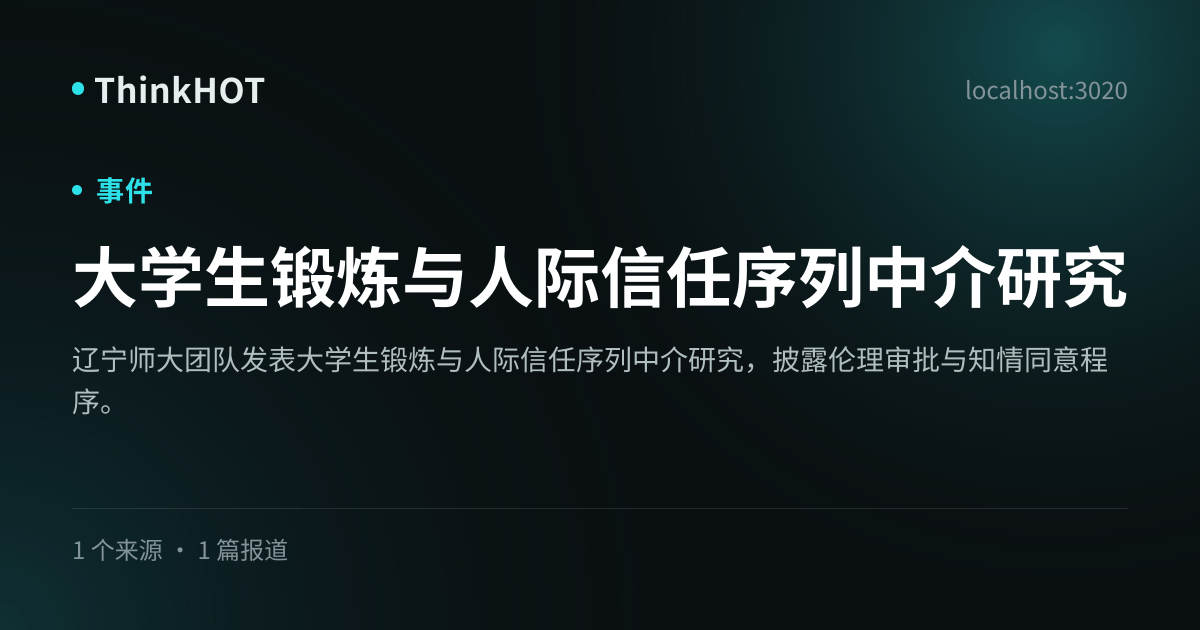 ThinkHOT
localhost:3020
事件
大学生锻炼与人际信任序列中介研究
辽宁师大团队发表大学生锻炼与人际信任序列中介研究，披露伦理审批与知情同意程
序。
1 个来源 · 1 篇报道